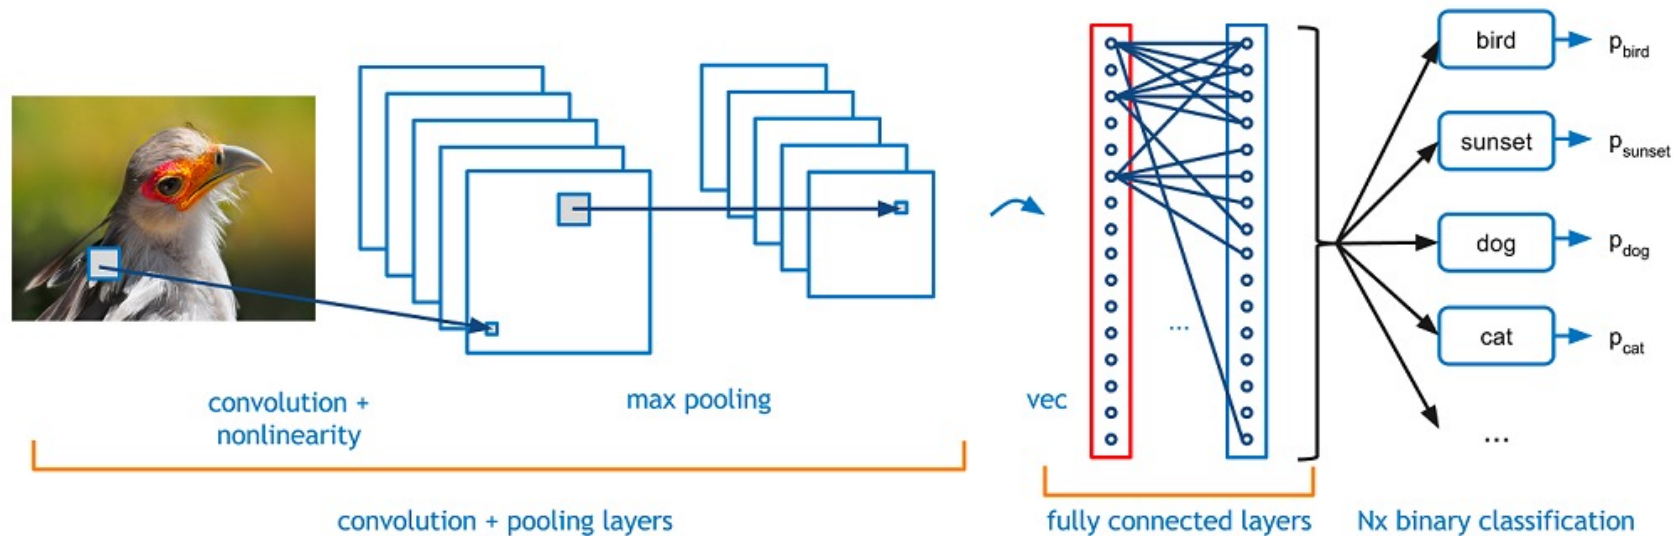 bird
p_bird
sunset
p_sunset
dog
p_dog
...
cat
p_cat
convolution +
nonlinearity
max pooling
vec
...
convolution + pooling layers
fully connected layers
Nx binary classification